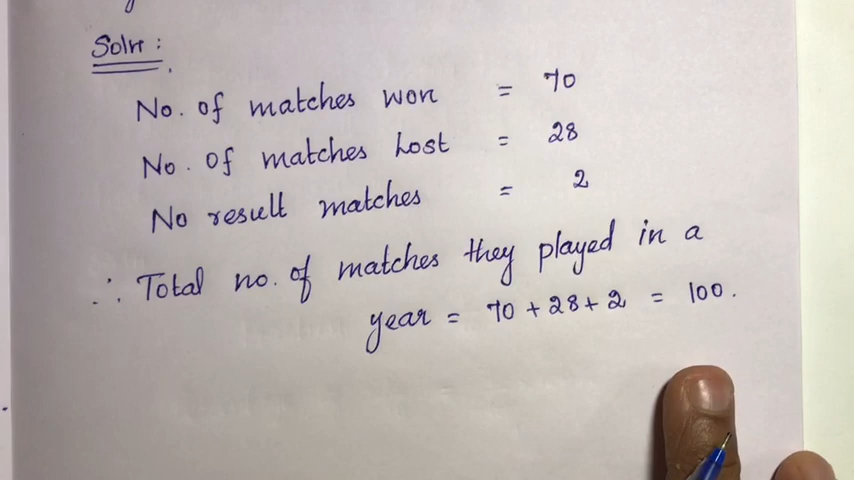 Soln :
No. of matches won = 70
No. of matches Lost = 28
No result matches = 2
∴ Total no. of matches they played in a
year = 70 + 28 + 2 = 100.